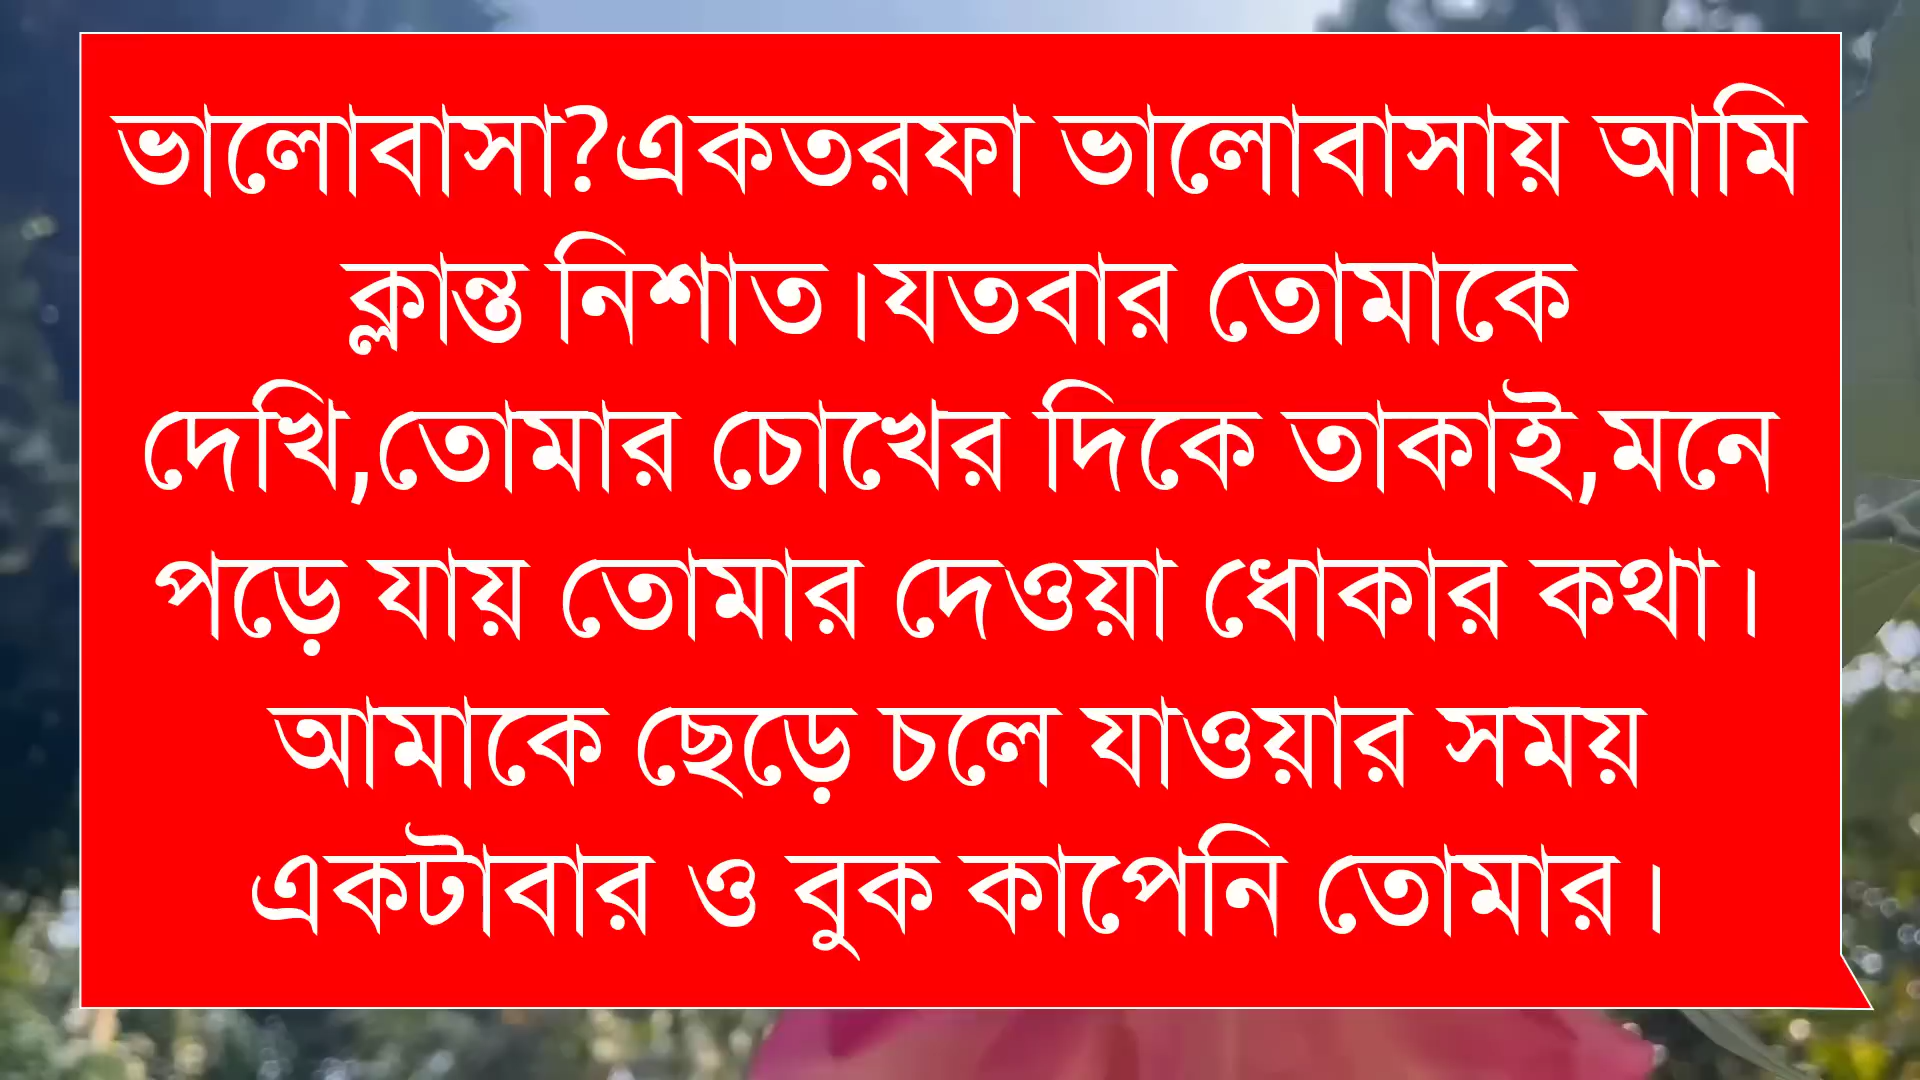 ভালোবাসা?একতরফা ভালোবাসায় আমি
ক্লান্ত নিশাত।যতবার তোমাকে
দেখি,তোমার চোখের দিকে তাকাই,মনে
পড়ে যায় তোমার দেওয়া ধোকার কথা।
আমাকে ছেড়ে চলে যাওয়ার সময়
একটাবার ও বুক কাপেনি তোমার।